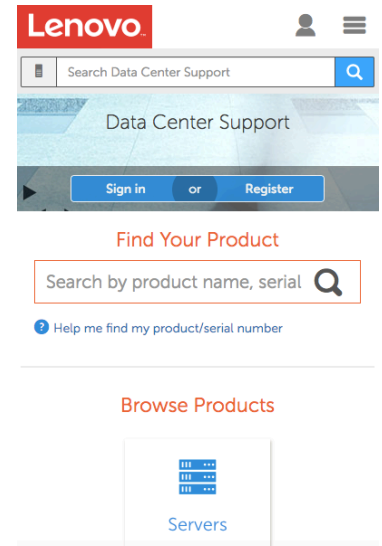 Lenovo
Search Data Center Support
Data Center Support
Sign in or Register
Find Your Product
Search by product name, serial
? Help me find my product/serial number
Browse Products
Servers